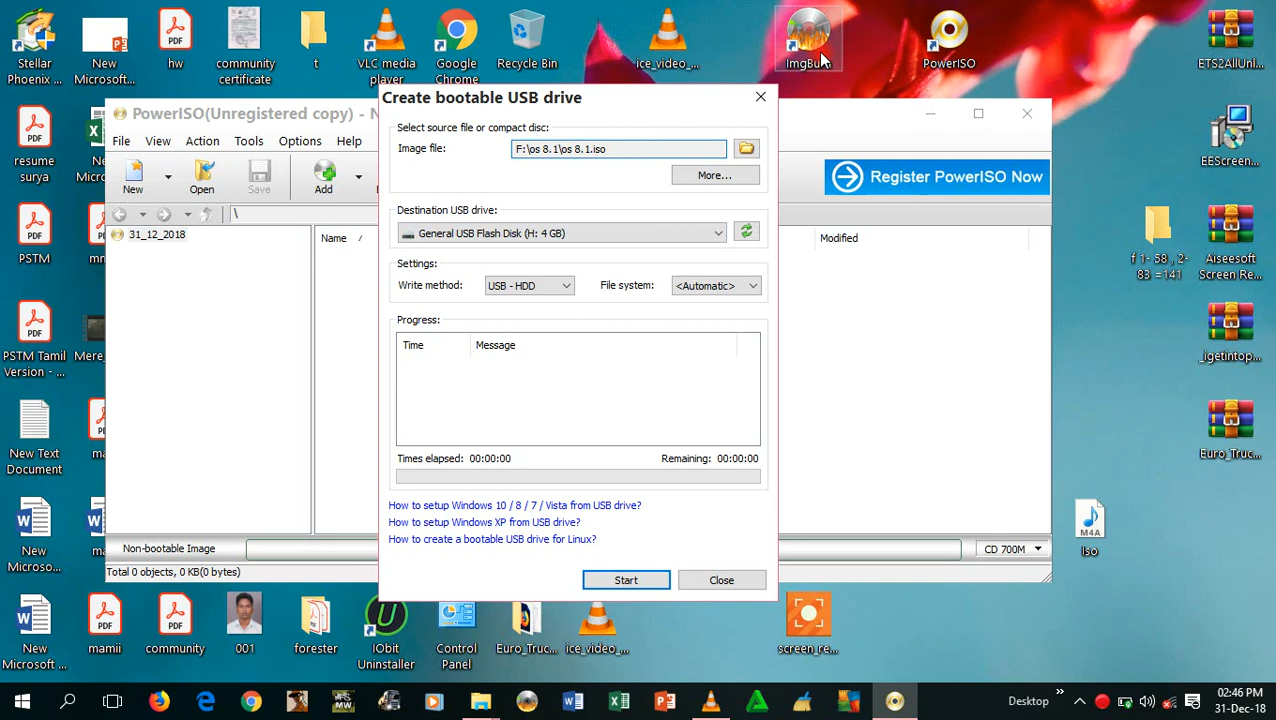 Stellar
Phoenix ...
New
Microsoft...
hw
community
certificate
t
VLC media
player
Google
Chrome
Recycle Bin
ice_video_...
ImgBurn
PowerISO
ETS2AllUnl...
PowerISO(Unregistered copy) - N
File View Action Tools Options Help
New Open Save Add
Register PowerISO Now
\
31_12_2018
Name /
Modified
Non-bootable Image
CD 700M
Total 0 objects, 0 KB(0 bytes)
Create bootable USB drive
Select source file or compact disc:
Image file: F:\os 8.1\os 8.1.iso
More...
Destination USB drive:
General USB Flash Disk (H: 4 GB)
Settings:
Write method: USB - HDD File system: <Automatic>
Progress:
Time Message
Times elapsed: 00:00:00 Remaining: 00:00:00
How to setup Windows 10 / 8 / 7 / Vista from USB drive?
How to setup Windows XP from USB drive?
How to create a bootable USB drive for Linux?
Start Close
resume
surya
PSTM
mn
PSTM Tamil
Version - ...
Mere_
New Text
Document
ma
New
Microso...
ma
EEScreen...
f 1- 58 , 2-
83 =141
Aiseesoft
Screen Re...
_igetintop...
Euro_Truc...
Iso
New
Microsoft ...
mamii
community
001
forester
IObit
Uninstaller
Control
Panel
Euro_Truc...
ice_video_...
screen_re...
Desktop
02:46 PM
31-Dec-18